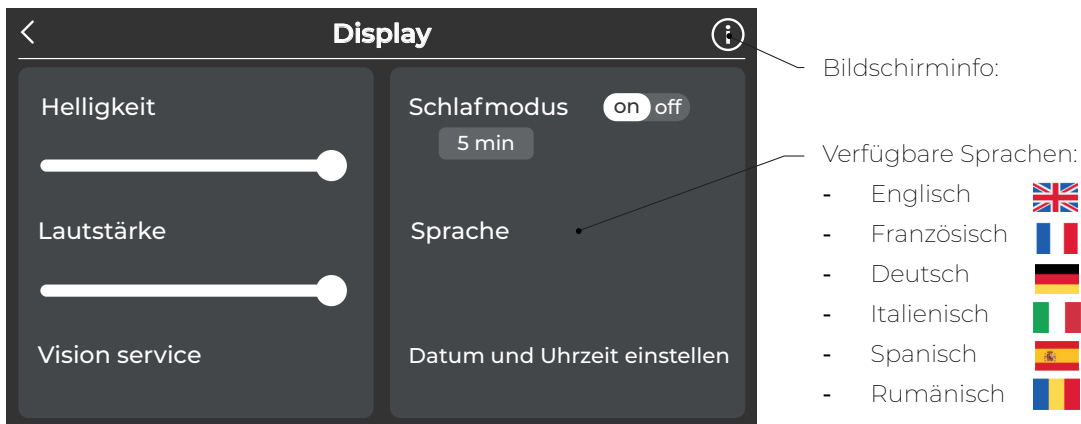 Display
Helligkeit
Lautstärke
Vision service
Schlafmodus on off
5 min
Sprache
Datum und Uhrzeit einstellen
Bildschirminfo:
Verfügbare Sprachen:
- Englisch
- Französisch
- Deutsch
- Italienisch
- Spanisch
- Rumänisch